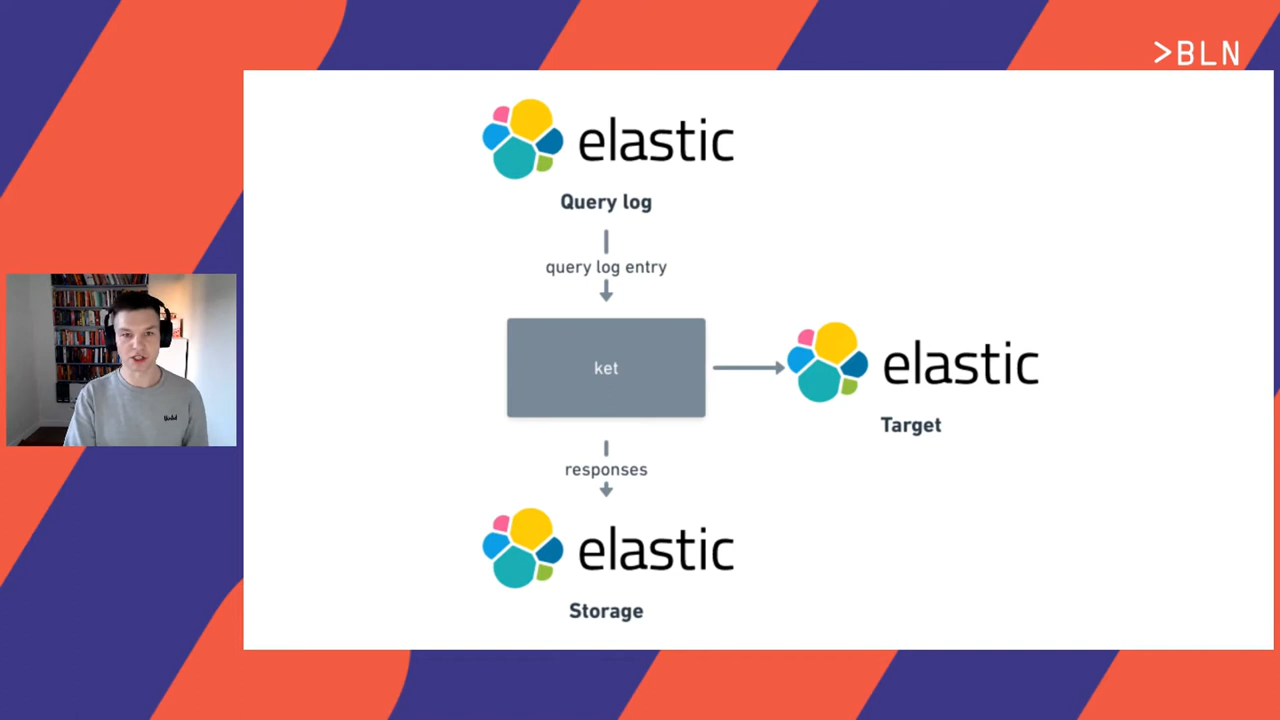 >BLN
elastic
Query log
query log entry
ket
elastic
Target
responses
elastic
Storage